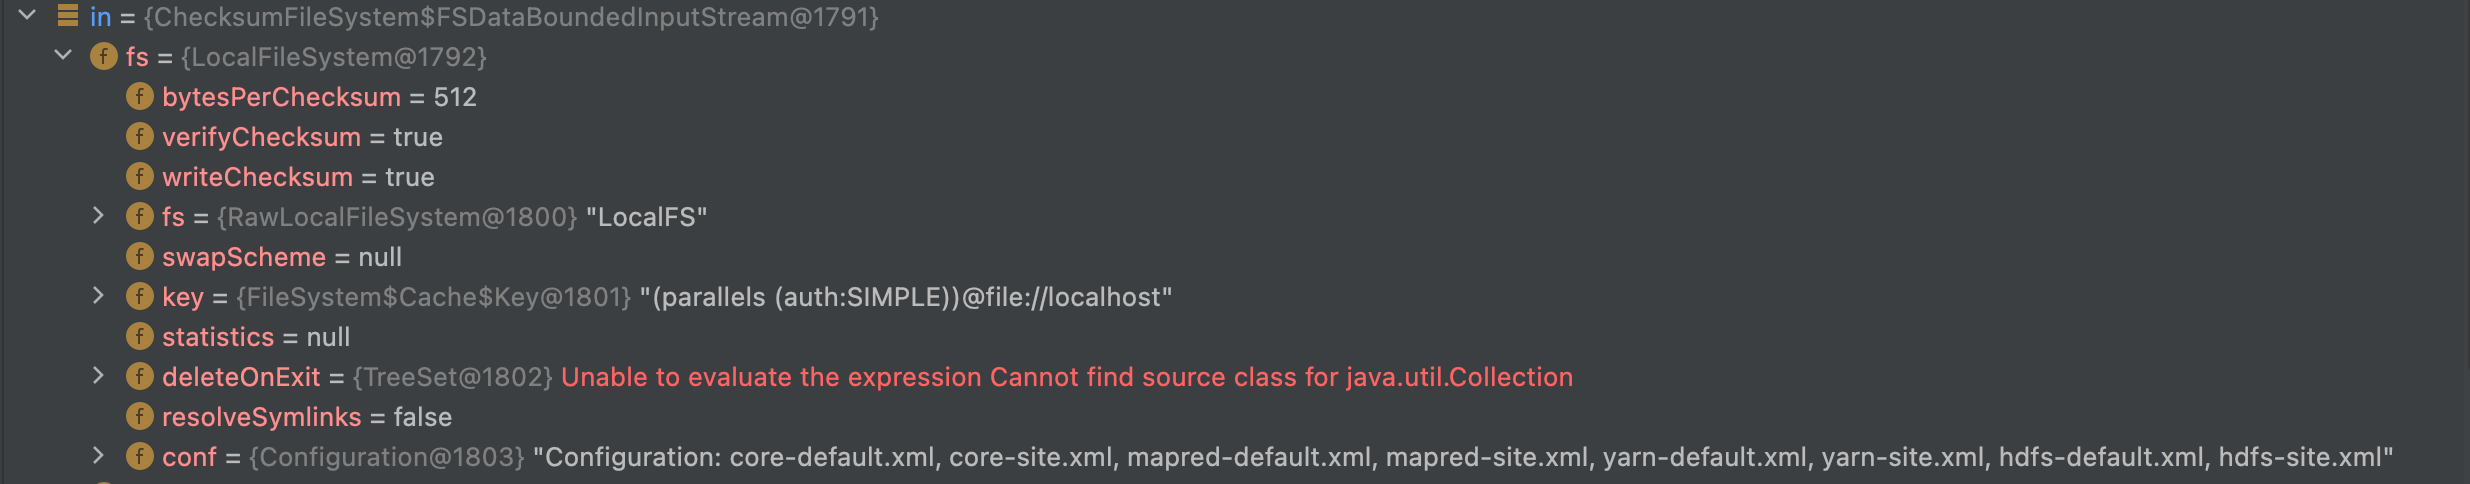 in = {ChecksumFileSystem$FSDataBoundedInputStream@1791}
f fs = {LocalFileSystem@1792}
f bytesPerChecksum = 512
f verifyChecksum = true
f writeChecksum = true
f fs = {RawLocalFileSystem@1800} "LocalFS"
f swapScheme = null
f key = {FileSystem$Cache$Key@1801} "(parallels (auth:SIMPLE))@file://localhost"
f statistics = null
f deleteOnExit = {TreeSet@1802} Unable to evaluate the expression Cannot find source class for java.util.Collection
f resolveSymlinks = false
f conf = {Configuration@1803} "Configuration: core-default.xml, core-site.xml, mapred-default.xml, mapred-site.xml, yarn-default.xml, yarn-site.xml, hdfs-default.xml, hdfs-site.xml"